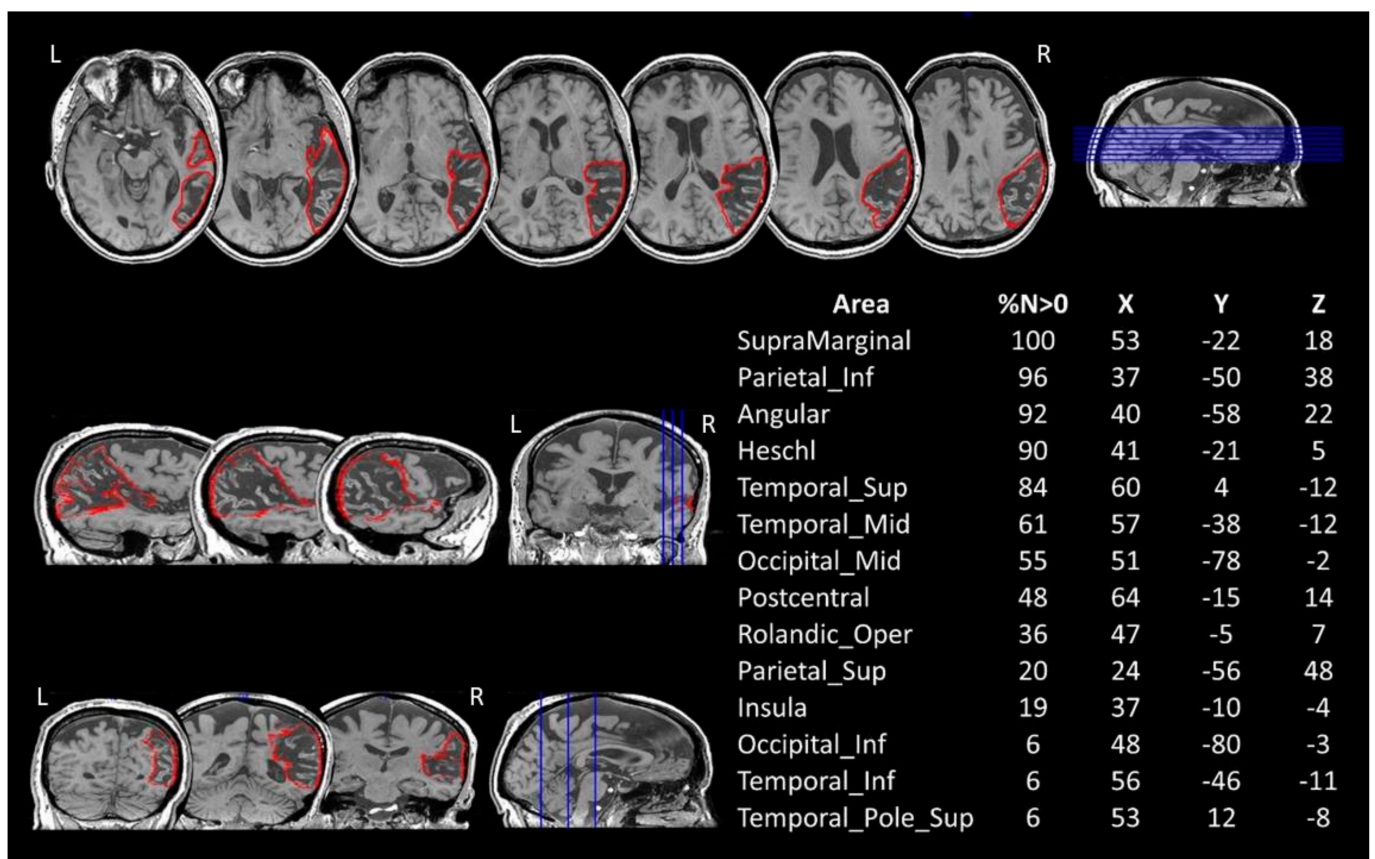 L
R
Area %N>0 X Y Z
SupraMarginal 100 53 -22 18
Parietal_Inf 96 37 -50 38
Angular 92 40 -58 22
L R
Heschl 90 41 -21 5
Temporal_Sup 84 60 4 -12
Temporal_Mid 61 57 -38 -12
Occipital_Mid 55 51 -78 -2
Postcentral 48 64 -15 14
Rolandic_Oper 36 47 -5 7
Parietal_Sup 20 24 -56 48
L R
Insula 19 37 -10 -4
Occipital_Inf 6 48 -80 -3
Temporal_Inf 6 56 -46 -11
Temporal_Pole_Sup 6 53 12 -8